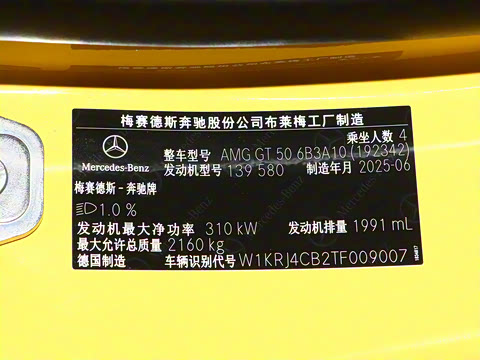 梅赛德斯奔驰股份公司布莱梅工厂制造
乘坐人数 4
Mercedes-Benz
整车型号 AMG GT 50 6B3A10 (192342)
发动机型号 139 580 制造年月 2025-06
梅赛德斯-奔驰牌
1.0 %
发动机最大净功率 310 kW 发动机排量 1991 mL
最大允许总质量 2160 kg
德国制造 车辆识别代号 W1KRJ4CB2TF009007